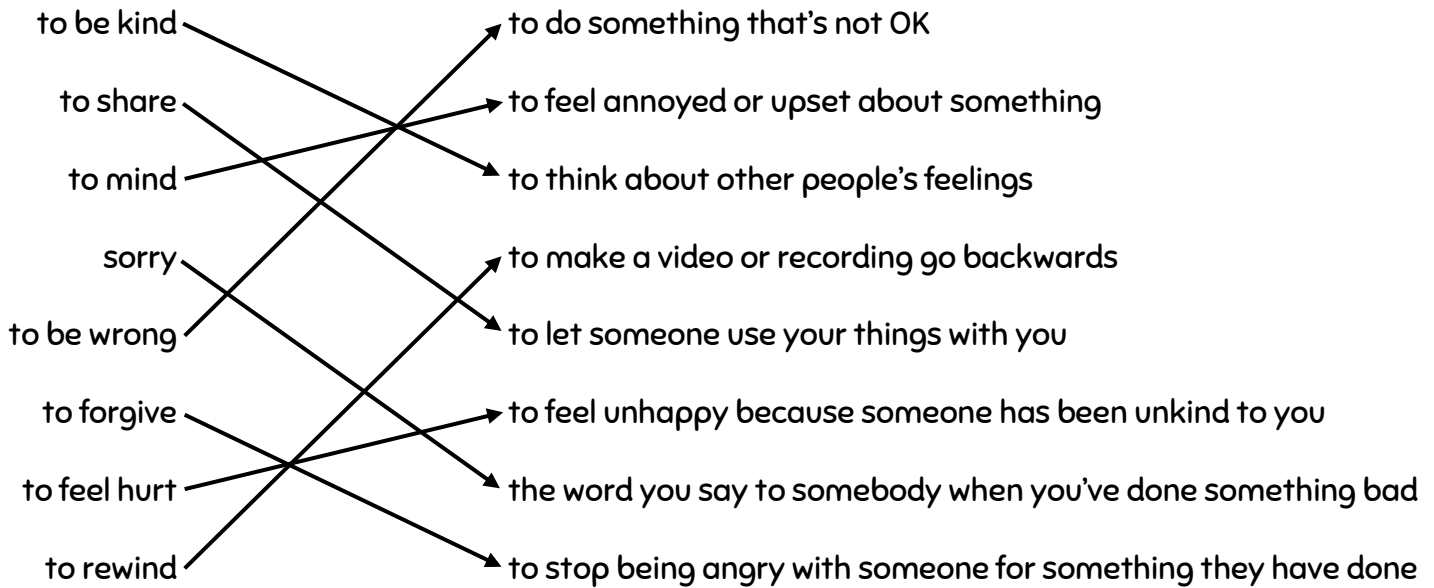 to be kind
to do something that's not OK
to share
to feel annoyed or upset about something
to mind
to think about other people's feelings
sorry
to make a video or recording go backwards
to be wrong
to let someone use your things with you
to forgive
to feel unhappy because someone has been unkind to you
to feel hurt
the word you say to somebody when you've done something bad
to rewind
to stop being angry with someone for something they have done